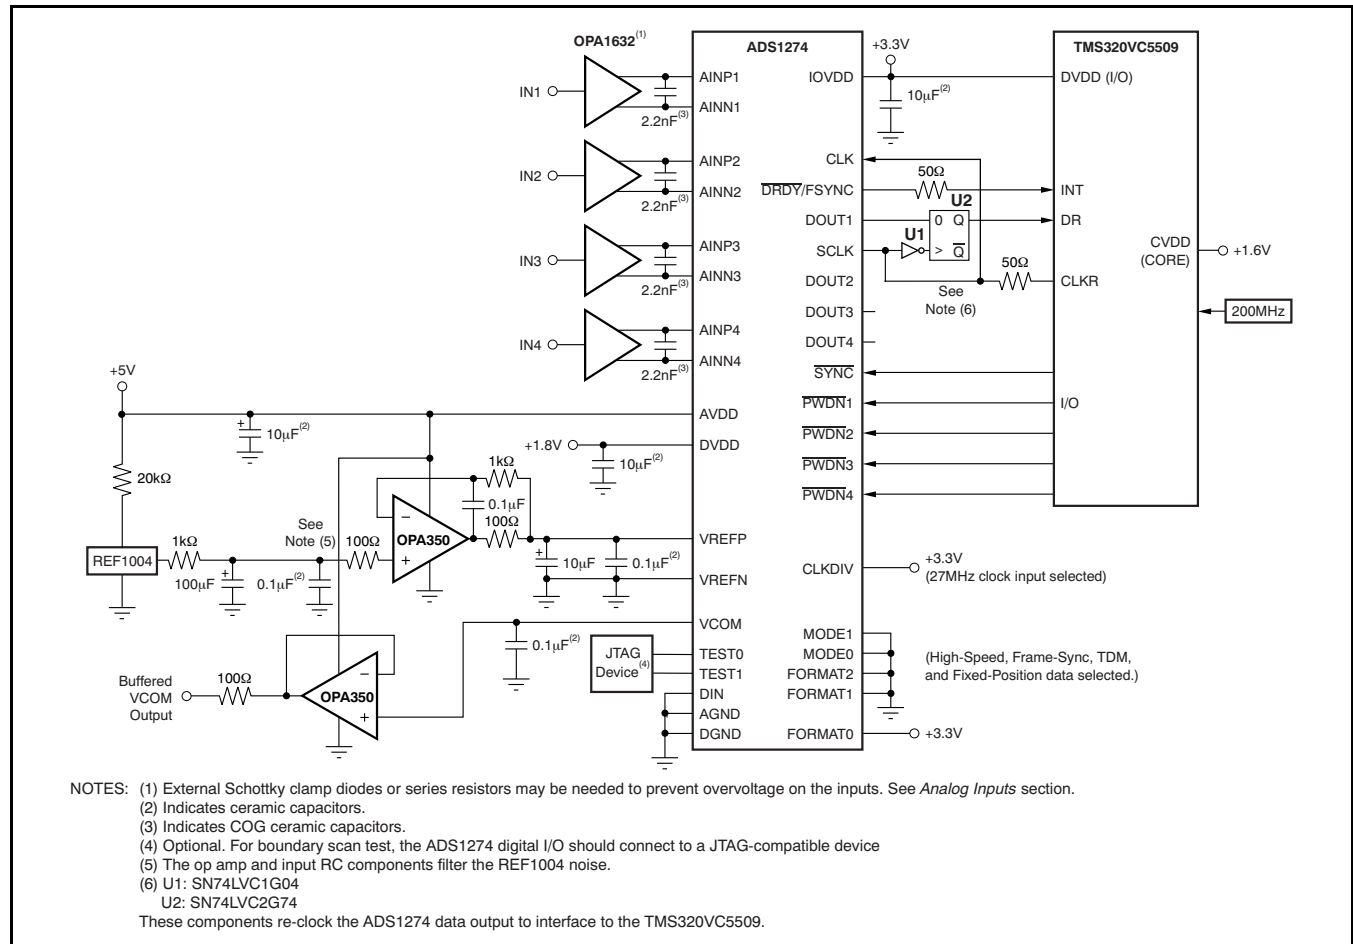 OPA1632(1)
ADS1274
TMS320VC5509
+3.3V
IN1
AINP1
AINN1
2.2nF(3)
IOVDD
10μF(2)
DVDD (I/O)
IN2
AINP2
AINN2
2.2nF(3)
CLK
DRDY/FSYNC
50Ω
INT
U2
DOUT1
0 Q
DR
U1
SCLK
> Q
CVDD
(CORE)
+1.6V
IN3
AINP3
AINN3
2.2nF(3)
DOUT2
See
Note (6)
50Ω
CLKR
DOUT3
200MHz
IN4
AINP4
AINN4
2.2nF(3)
DOUT4
SYNC
+5V
PWDN1
I/O
AVDD
+
10μF(2)
PWDN2
+1.8V
DVDD
10μF(2)
PWDN3
20kΩ
1kΩ
PWDN4
0.1μF
100Ω
See
Note (5)
REF1004
1kΩ
100Ω
−
OPA350
+
VREFP
+
100μF
0.1μF(2)
+
10μF
0.1μF(2)
VREFN
CLKDIV
+3.3V
(27MHz clock input selected)
VCOM
0.1μF(2)
MODE1
JTAG
Device(4)
TEST0
TEST1
MODE0
FORMAT2
(High-Speed, Frame-Sync, TDM,
and Fixed-Position data selected.)
Buffered
VCOM
Output
100Ω
−
OPA350
+
DIN
FORMAT1
AGND
DGND
FORMAT0
+3.3V
NOTES: (1) External Schottky clamp diodes or series resistors may be needed to prevent overvoltage on the inputs. See Analog Inputs section.
(2) Indicates ceramic capacitors.
(3) Indicates COG ceramic capacitors.
(4) Optional. For boundary scan test, the ADS1274 digital I/O should connect to a JTAG-compatible device
(5) The op amp and input RC components filter the REF1004 noise.
(6) U1: SN74LVC1G04
U2: SN74LVC2G74
These components re-clock the ADS1274 data output to interface to the TMS320VC5509.